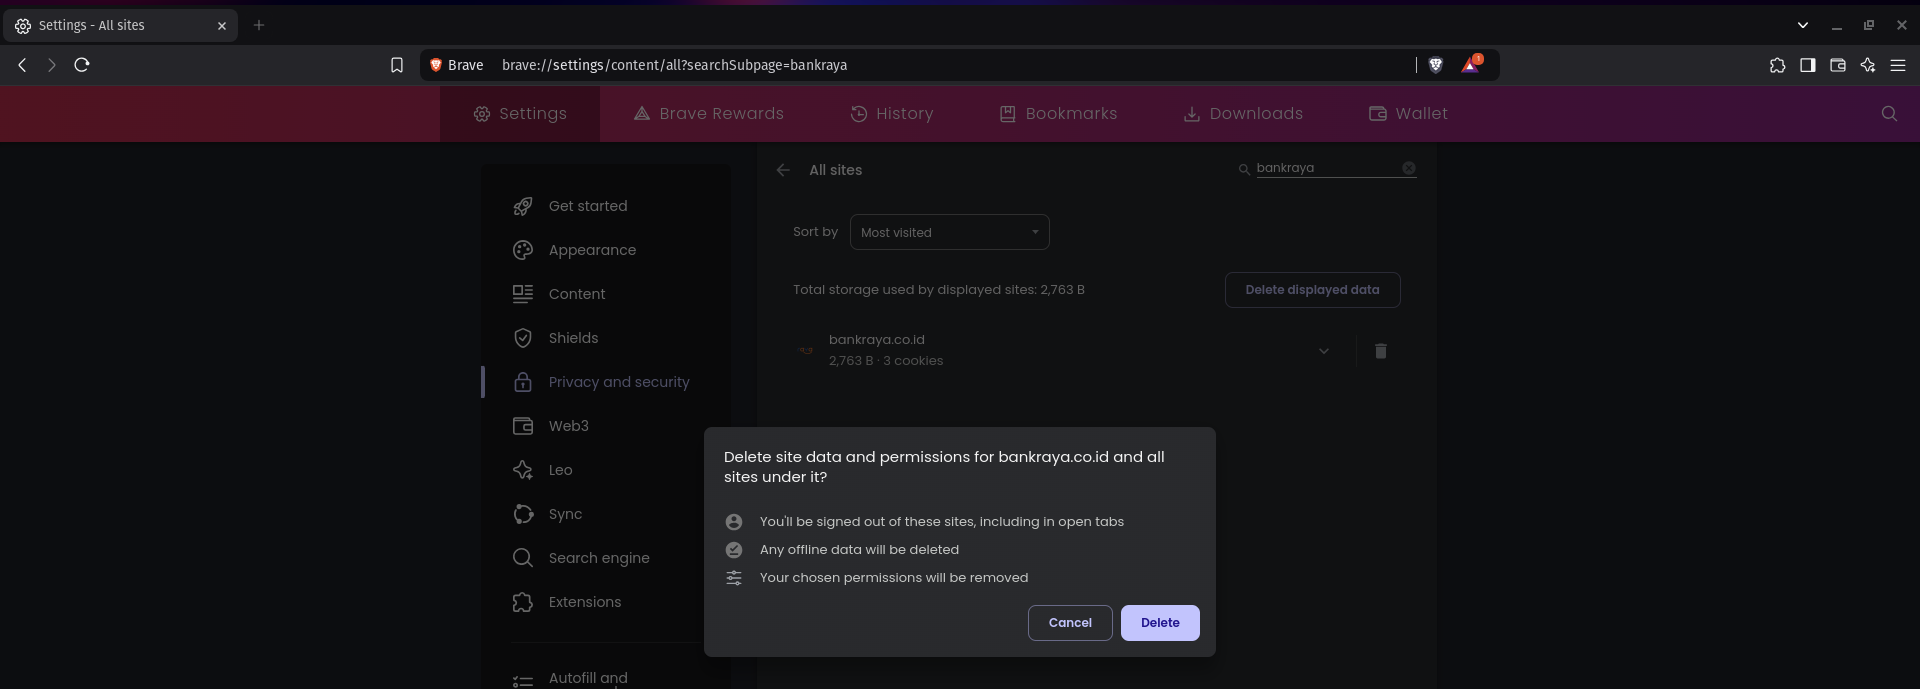 Settings - All sites
Brave brave://settings/content/all?searchSubpage=bankraya
1
Settings Brave Rewards History Bookmarks Downloads Wallet
All sites bankraya
Get started
Appearance
Content
Shields
Privacy and security
Web3
Leo
Sync
Search engine
Extensions
Autofill and
Sort by Most visited
Total storage used by displayed sites: 2,763 B Delete displayed data
bankraya.co.id
2,763 B · 3 cookies
Delete site data and permissions for bankraya.co.id and all
sites under it?
You'll be signed out of these sites, including in open tabs
Any offline data will be deleted
Your chosen permissions will be removed
Cancel Delete